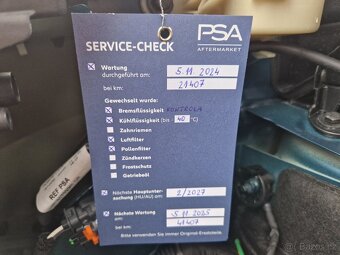 SERVICE-CHECK
PSA
AFTERMARKET
Wartung
durchgeführt am: 5.11.2024
bei km: 21407
Gewechselt wurde:
Bremsflüssigkeit KONTROLA
Kühlflüssigkeit (bis -40 °C)
Zahnriemen
Luftfilter
Pollenfilter
Zündkerzen
Frostschutz
Getriebeöl
Nächste Hauptunter-
suchung (HU/AU) am: 2/2027
Nächste Wartung 5.11.2025
am 41407
Bitte verwenden Sie immer Original-Ersatzteile.
REF PSA